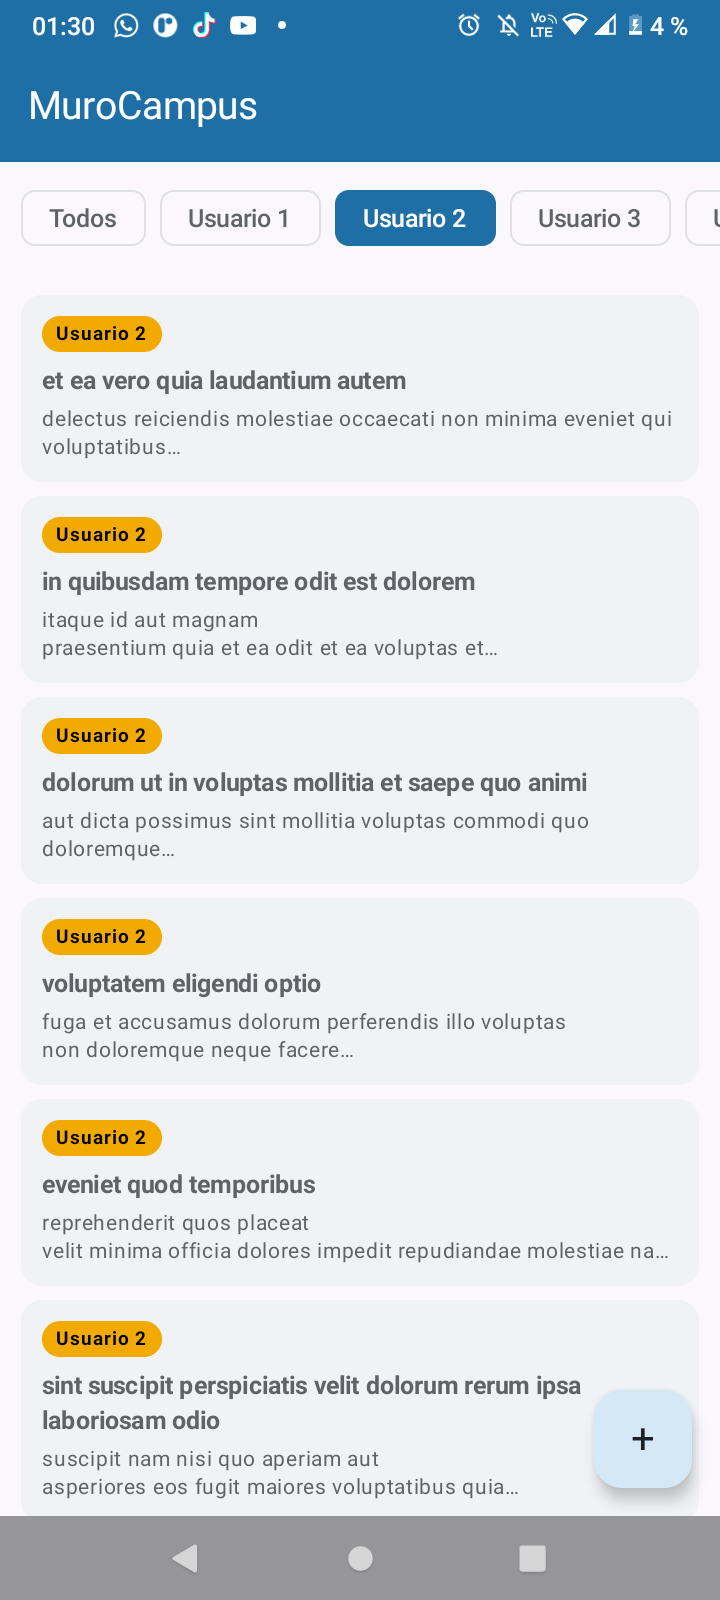 01:30
Vo LTE
4 %
MuroCampus
Todos
Usuario 1
Usuario 2
Usuario 3
Usuario 2
et ea vero quia laudantium autem
delectus reiciendis molestiae occaecati non minima eveniet qui
voluptatibus…
Usuario 2
in quibusdam tempore odit est dolorem
itaque id aut magnam
praesentium quia et ea odit et ea voluptas et…
Usuario 2
dolorum ut in voluptas mollitia et saepe quo animi
aut dicta possimus sint mollitia voluptas commodi quo
doloremque…
Usuario 2
voluptatem eligendi optio
fuga et accusamus dolorum perferendis illo voluptas
non doloremque neque facere…
Usuario 2
eveniet quod temporibus
reprehenderit quos placeat
velit minima officia dolores impedit repudiandae molestiae na…
Usuario 2
sint suscipit perspiciatis velit dolorum rerum ipsa
laboriosam odio
suscipit nam nisi quo aperiam aut
asperiores eos fugit maiores voluptatibus quia…
+